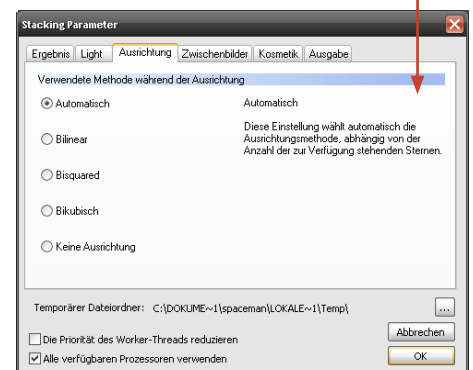 Stacking Parameter
Ergebnis Light Ausrichtung Zwischenbilder Kosmetik Ausgabe
Verwendete Methode während der Ausrichtung
Automatisch
Bilinear
Bisquared
Bikubisch
Keine Ausrichtung
Automatisch
Diese Einstellung wählt automatisch die
Ausrichtungsmethode, abhängig von der
Anzahl der zur Verfügung stehenden Sternen.
Temporärer Dateiordner: C:\DOKUME~1\spaceman\LOKALE~1\Temp\
...
Die Priorität des Worker-Threads reduzieren
Alle verfügbaren Prozessoren verwenden
Abbrechen
OK